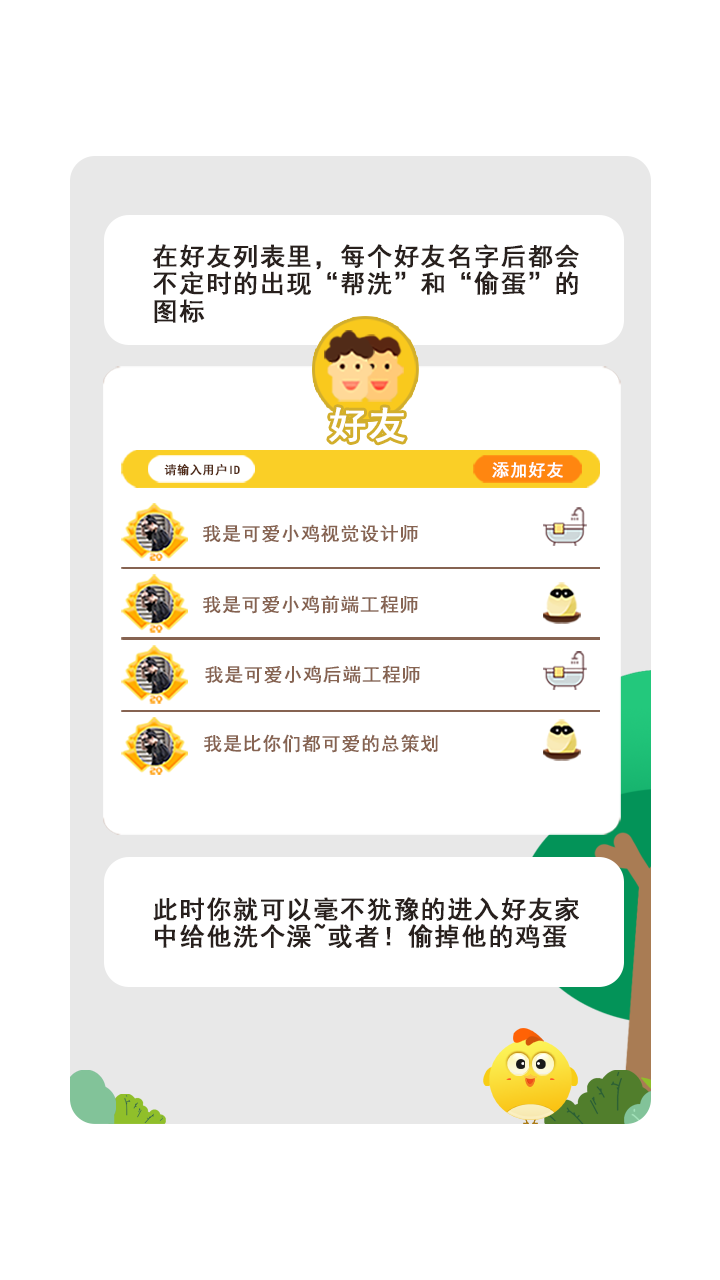 在好友列表里，每个好友名字后都会
不定时的出现“帮洗”和“偷蛋”的
图标
好友
请输入用户ID
添加好友
我是可爱小鸡视觉设计师
20
我是可爱小鸡前端工程师
20
我是可爱小鸡后端工程师
20
我是比你们都可爱的总策划
20
此时你就可以毫不犹豫的进入好友家
中给他洗个澡~或者！偷掉他的鸡蛋